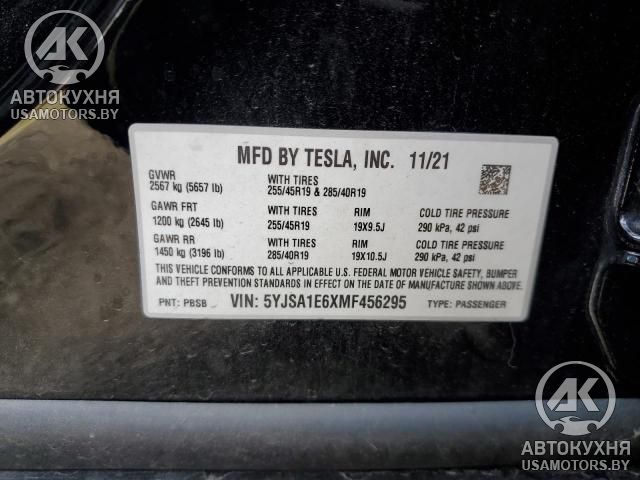 АК
АВТОКУХНЯ
USAMOTORS.BY
MFD BY TESLA, INC. 11/21
GVWR
2567 kg (5657 lb)
WITH TIRES
255/45R19 & 285/40R19
GAWR FRT
1200 kg (2645 lb)
WITH TIRES
255/45R19
RIM
19X9.5J
COLD TIRE PRESSURE
290 kPa, 42 psi
GAWR RR
1450 kg (3196 lb)
WITH TIRES
285/40R19
RIM
19X10.5J
COLD TIRE PRESSURE
290 kPa, 42 psi
THIS VEHICLE CONFORMS TO ALL APPLICABLE U.S. FEDERAL MOTOR VEHICLE SAFETY, BUMPER
AND THEFT PREVENTION STANDARDS IN EFFECT ON THE DATE OF MANUFACTURE SHOWN ABOVE.
PNT: PBSB VIN: 5YJSA1E6XMF456295 TYPE: PASSENGER
АК
АВТОКУХНЯ
USAMOTORS.BY